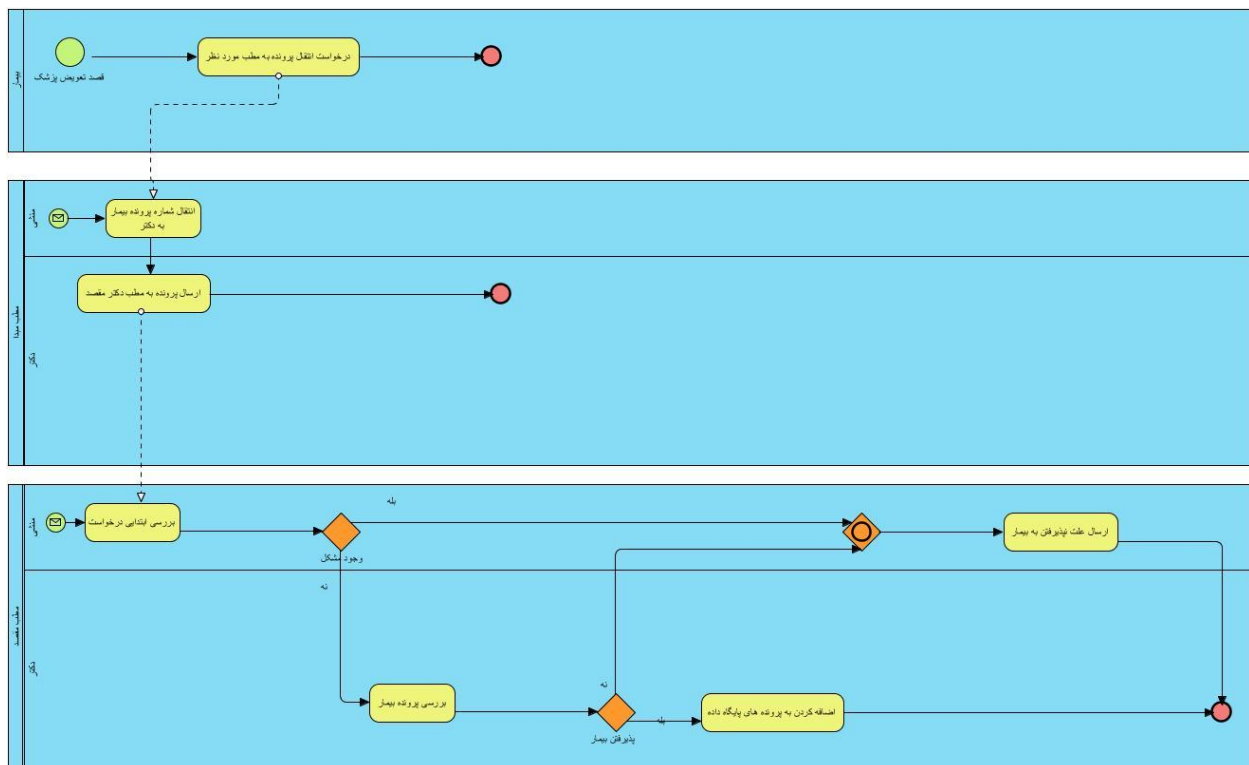 بیمار
قصد تعویض پزشک
درخواست انتقال پرونده به مطب مورد نظر
مطب مبدا
منشی
انتقال شماره پرونده بیمار
به دکتر
دکتر
ارسال پرونده به مطب دکتر مقصد
مطب مقصد
منشی
بررسی ابتدایی درخواست
وجود مشکل
بله
نه
ارسال علت نپذیرفتن به بیمار
دکتر
بررسی پرونده بیمار
پذیرفتن بیمار
نه
بله
اضافه کردن به پرونده های پایگاه داده